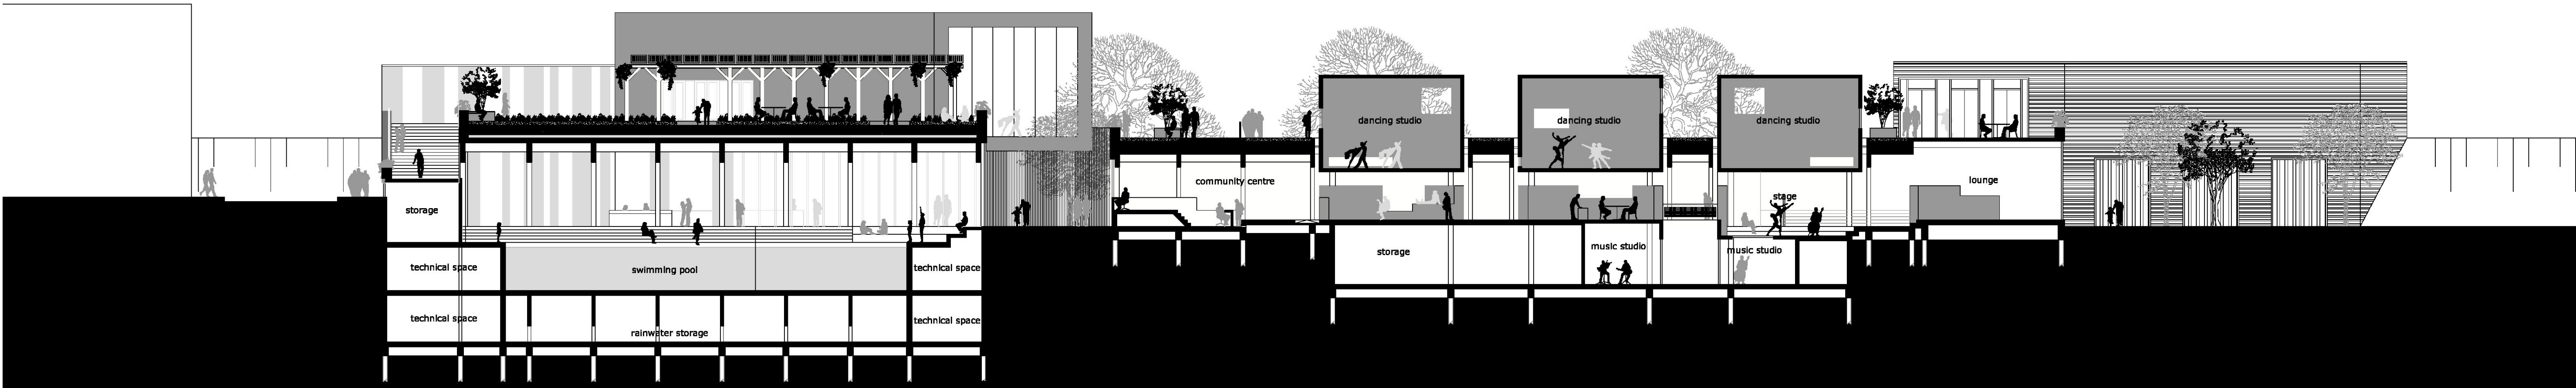 dancing studio
dancing studio
dancing studio
community centre
lounge
stage
storage
music studio
music studio
storage
technical space
swimming pool
technical space
technical space
rainwater storage
technical space